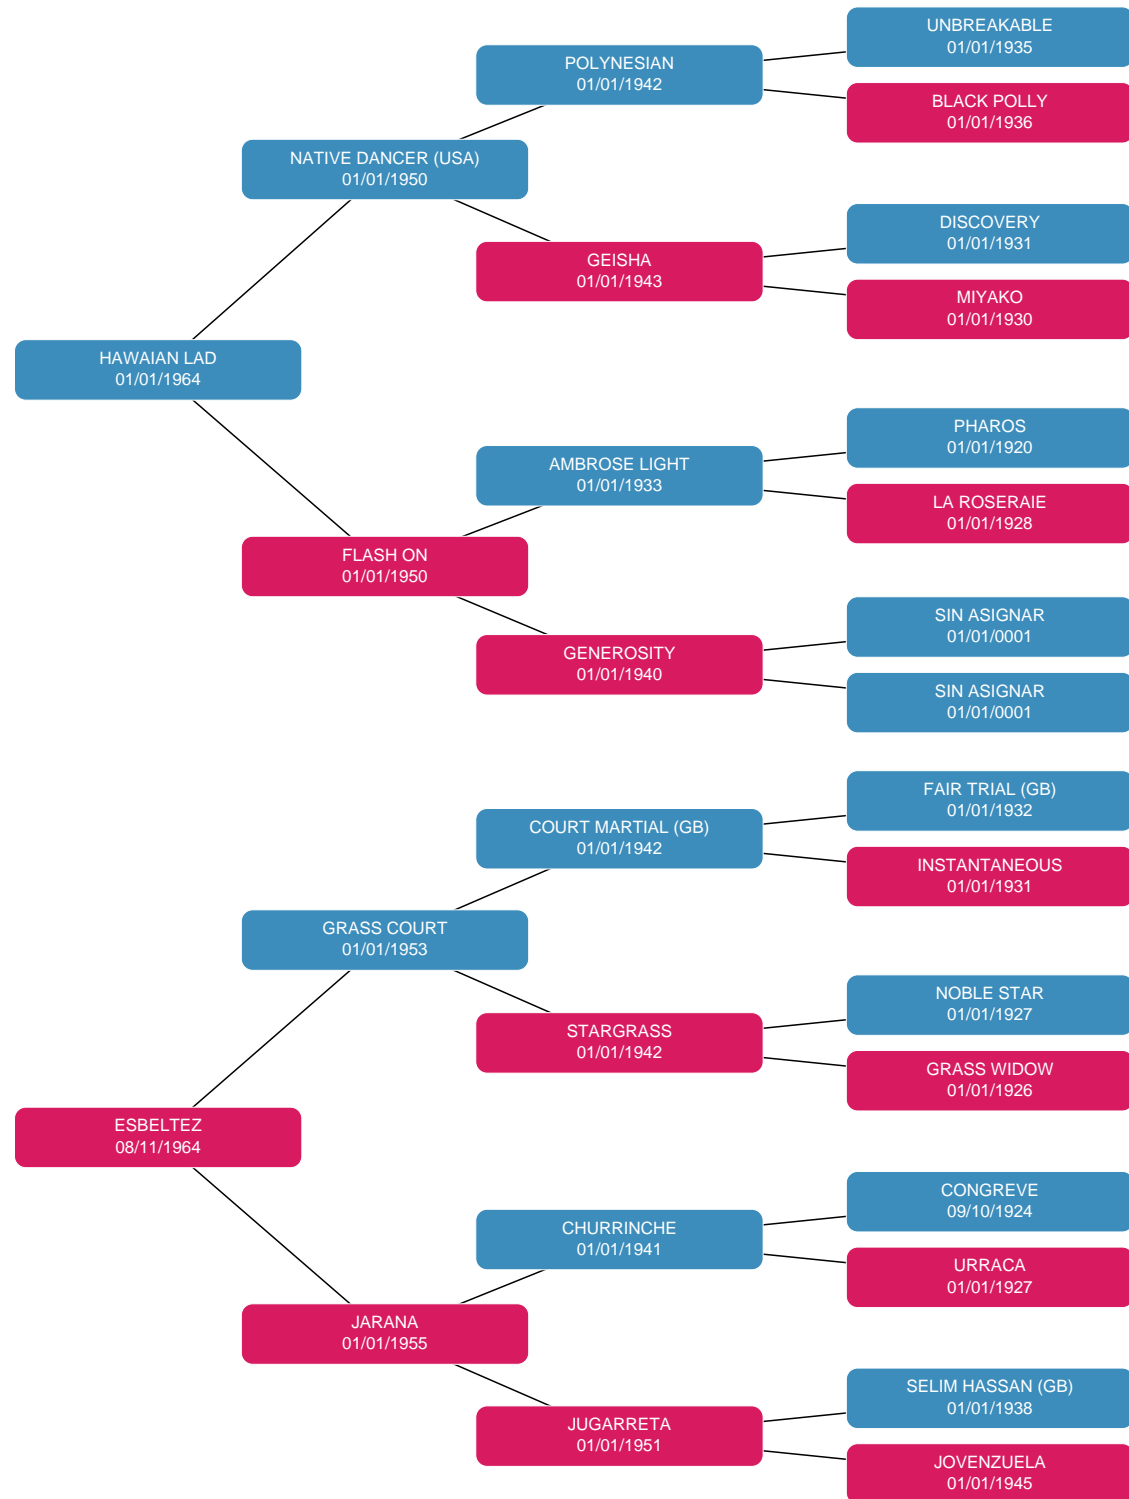 UNBREAKABLE
01/01/1935
POLYNESIAN
01/01/1942
BLACK POLLY
01/01/1936
NATIVE DANCER (USA)
01/01/1950
DISCOVERY
01/01/1931
GEISHA
01/01/1943
MIYAKO
01/01/1930
HAWAIAN LAD
01/01/1964
PHAROS
01/01/1920
AMBROSE LIGHT
01/01/1933
LA ROSERAIE
01/01/1928
FLASH ON
01/01/1950
SIN ASIGNAR
01/01/0001
GENEROSITY
01/01/1940
SIN ASIGNAR
01/01/0001
FAIR TRIAL (GB)
01/01/1932
COURT MARTIAL (GB)
01/01/1942
INSTANTANEOUS
01/01/1931
GRASS COURT
01/01/1953
NOBLE STAR
01/01/1927
STARGRASS
01/01/1942
GRASS WIDOW
01/01/1926
ESBELTEZ
08/11/1964
CONGREVE
09/10/1924
CHURRINCHE
01/01/1941
URRACA
01/01/1927
JARANA
01/01/1955
SELIM HASSAN (GB)
01/01/1938
JUGARRETA
01/01/1951
JOVENZUELA
01/01/1945